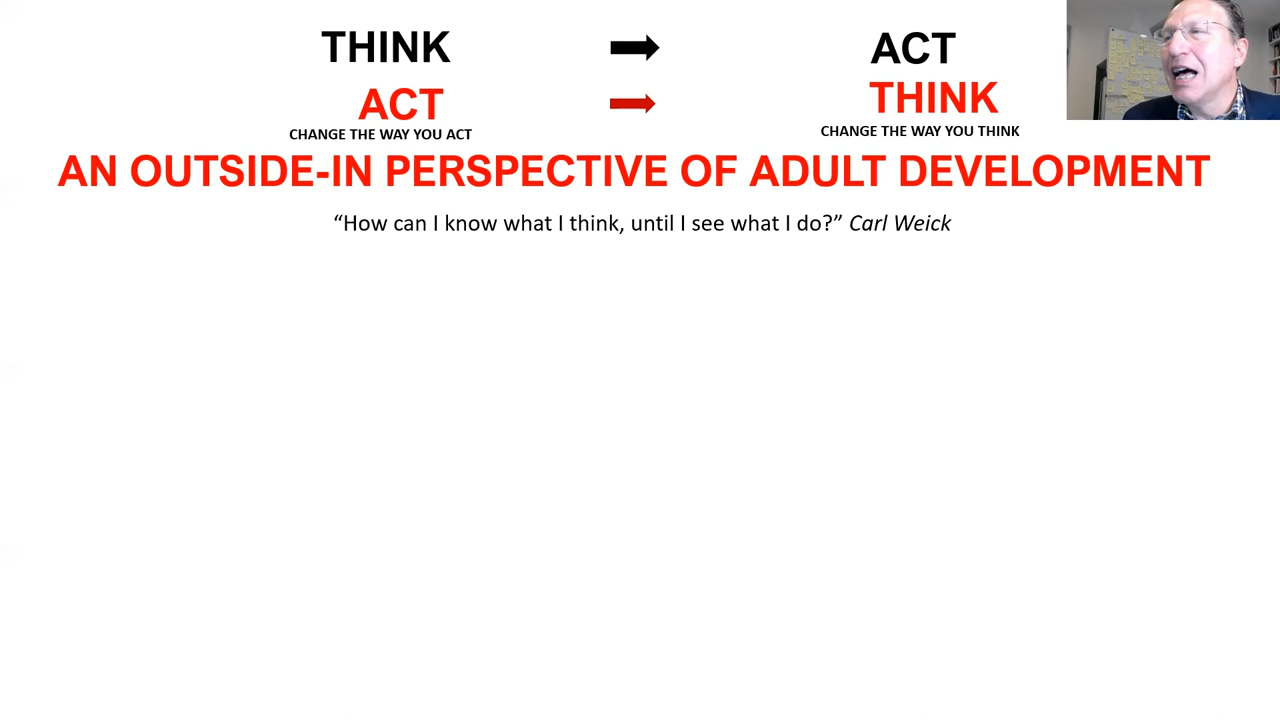 THINK ACT
ACT THINK
CHANGE THE WAY YOU ACT CHANGE THE WAY YOU THINK
AN OUTSIDE-IN PERSPECTIVE OF ADULT DEVELOPMENT
“How can I know what I think, until I see what I do?” Carl Weick